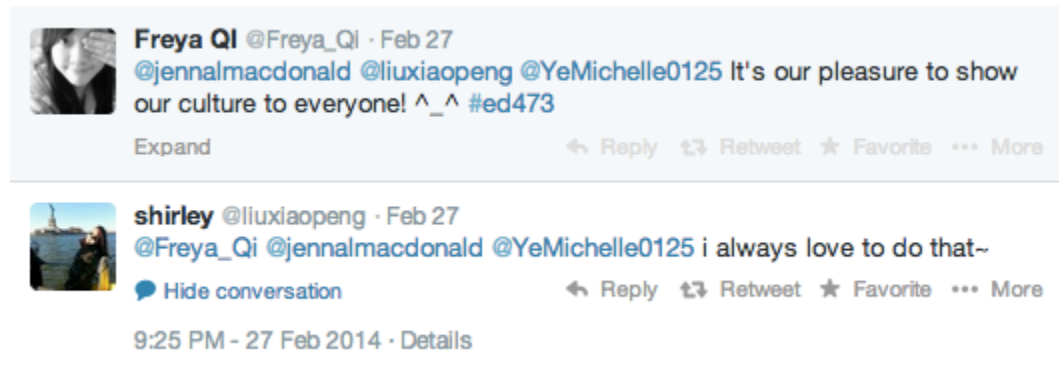 Freya QI @Freya_Qi · Feb 27
@jennalmacdonald @liuxiaopeng @YeMichelle0125 It's our pleasure to show
our culture to everyone! ^_^ #ed473
Expand Reply Retweet Favorite More
shirley @liuxiaopeng · Feb 27
@Freya_Qi @jennalmacdonald @YeMichelle0125 i always love to do that~
Hide conversation Reply Retweet Favorite More
9:25 PM - 27 Feb 2014 · Details